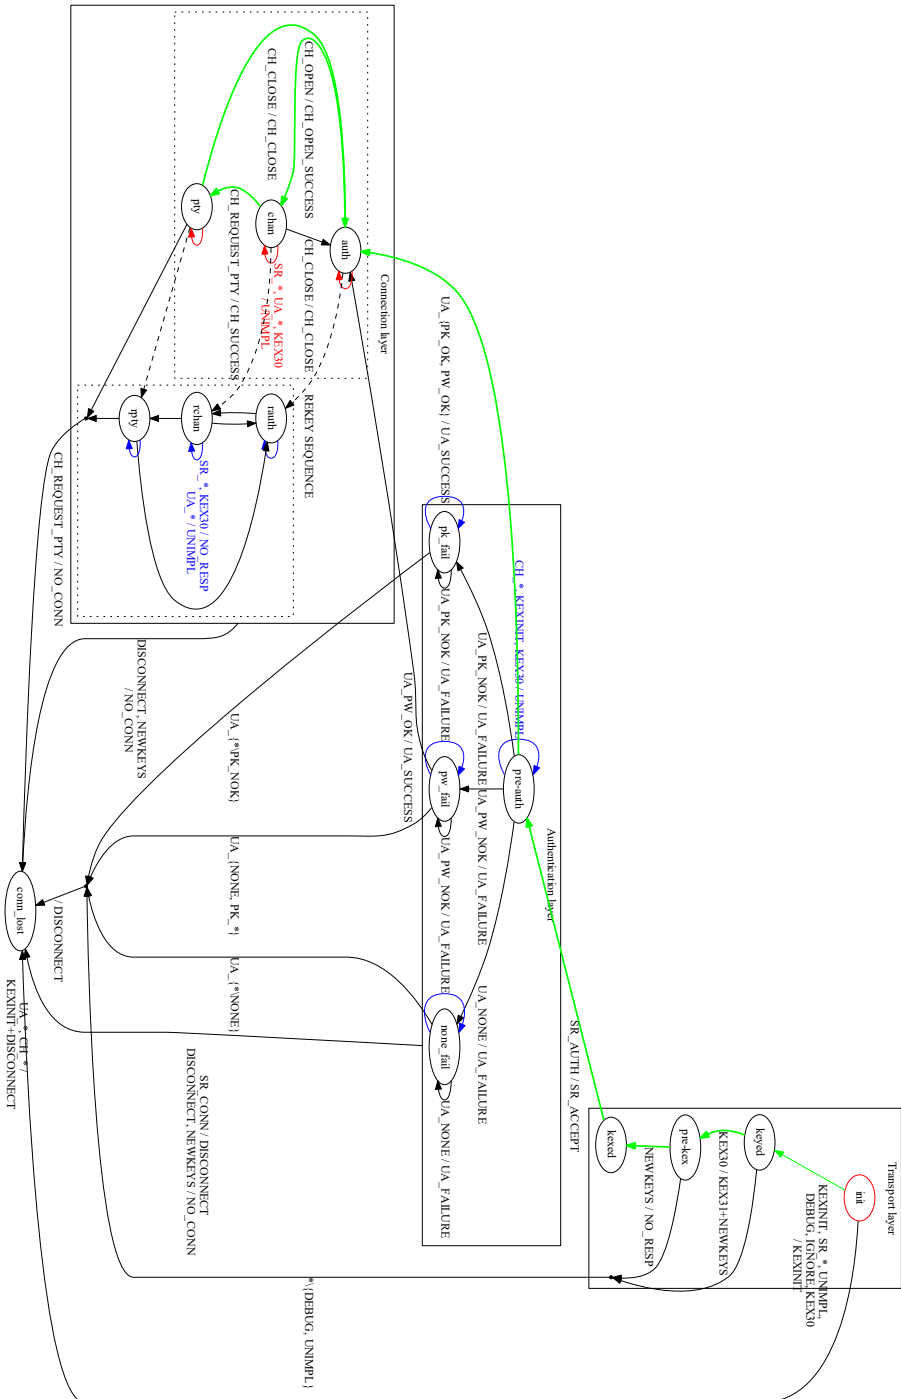 Transport layer
init
KEXINIT, SR_*, UNIMPL,
DEBUG, IGNORE, KEX30
/ KEXINIT
keyed
KEX30 / KEX31+NEWKEYS
pre-kex
NEWKEYS / NO_RESP
kexed
SR_AUTH / SR_ACCEPT
Authentication layer
pre-auth
CH_*, KEXINIT, KEX30 / UNIMPL
UA_PK_NOK / UA_FAILURE
UA_PW_NOK / UA_FAILURE
UA_NONE / UA_FAILURE
UA_{PK_OK, PW_OK} / UA_SUCCESS
pk_fail
UA_PK_NOK / UA_FAILURE
pw_fail
UA_PW_NOK / UA_FAILURE
none_fail
UA_NONE / UA_FAILURE
UA_PW_OK / UA_SUCCESS
Connection layer
auth
CH_OPEN / CH_OPEN_SUCCESS
CH_CLOSE / CH_CLOSE
CH_CLOSE / CH_CLOSE
chan
SR_*, UA_*, KEX30
/ UNIMPL
CH_REQUEST_PTY / CH_SUCCESS
pty
REKEY SEQUENCE
rauth
rchan
SR_*, KEX30 / NO_RESP
UA_* / UNIMPL
rpty
CH_REQUEST_PTY / NO_CONN
DISCONNECT, NEWKEYS
/ NO_CONN
UA_{*\PK_NOK}
UA_{NONE, PK_*}
UA_{*\NONE}
SR_CONN / DISCONNECT
DISCONNECT, NEWKEYS / NO_CONN
*\{DEBUG, UNIMPL}
/ DISCONNECT
conn_lost
UA_*, CH_* /
KEXINIT+DISCONNECT